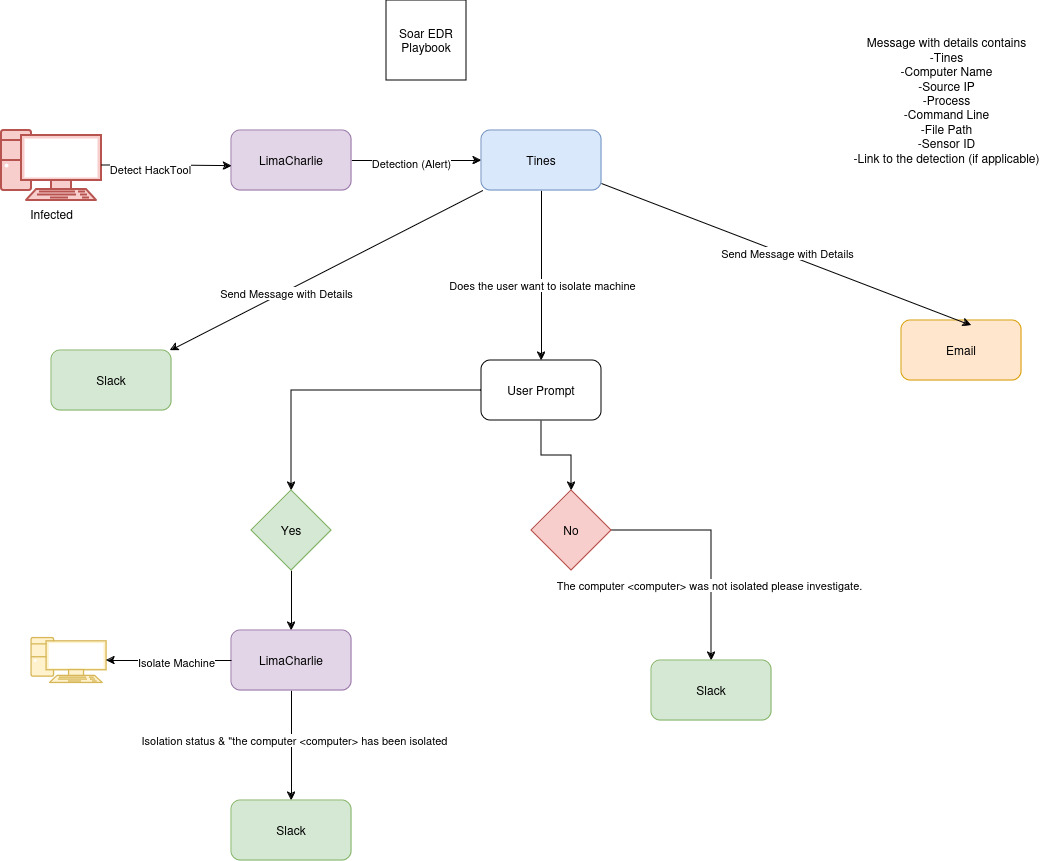 Soar EDR
Playbook
Message with details contains
-Tines
-Computer Name
-Source IP
-Process
-Command Line
-File Path
-Sensor ID
-Link to the detection (if applicable)
Detect HackTool
LimaCharlie
Detection (Alert)
Tines
Infected
Send Message with Details
Does the user want to isolate machine
Send Message with Details
Slack
User Prompt
Email
Yes
No
The computer <computer> was not isolated please investigate.
Isolate Machine
LimaCharlie
Slack
Isolation status & "the computer <computer> has been isolated
Slack